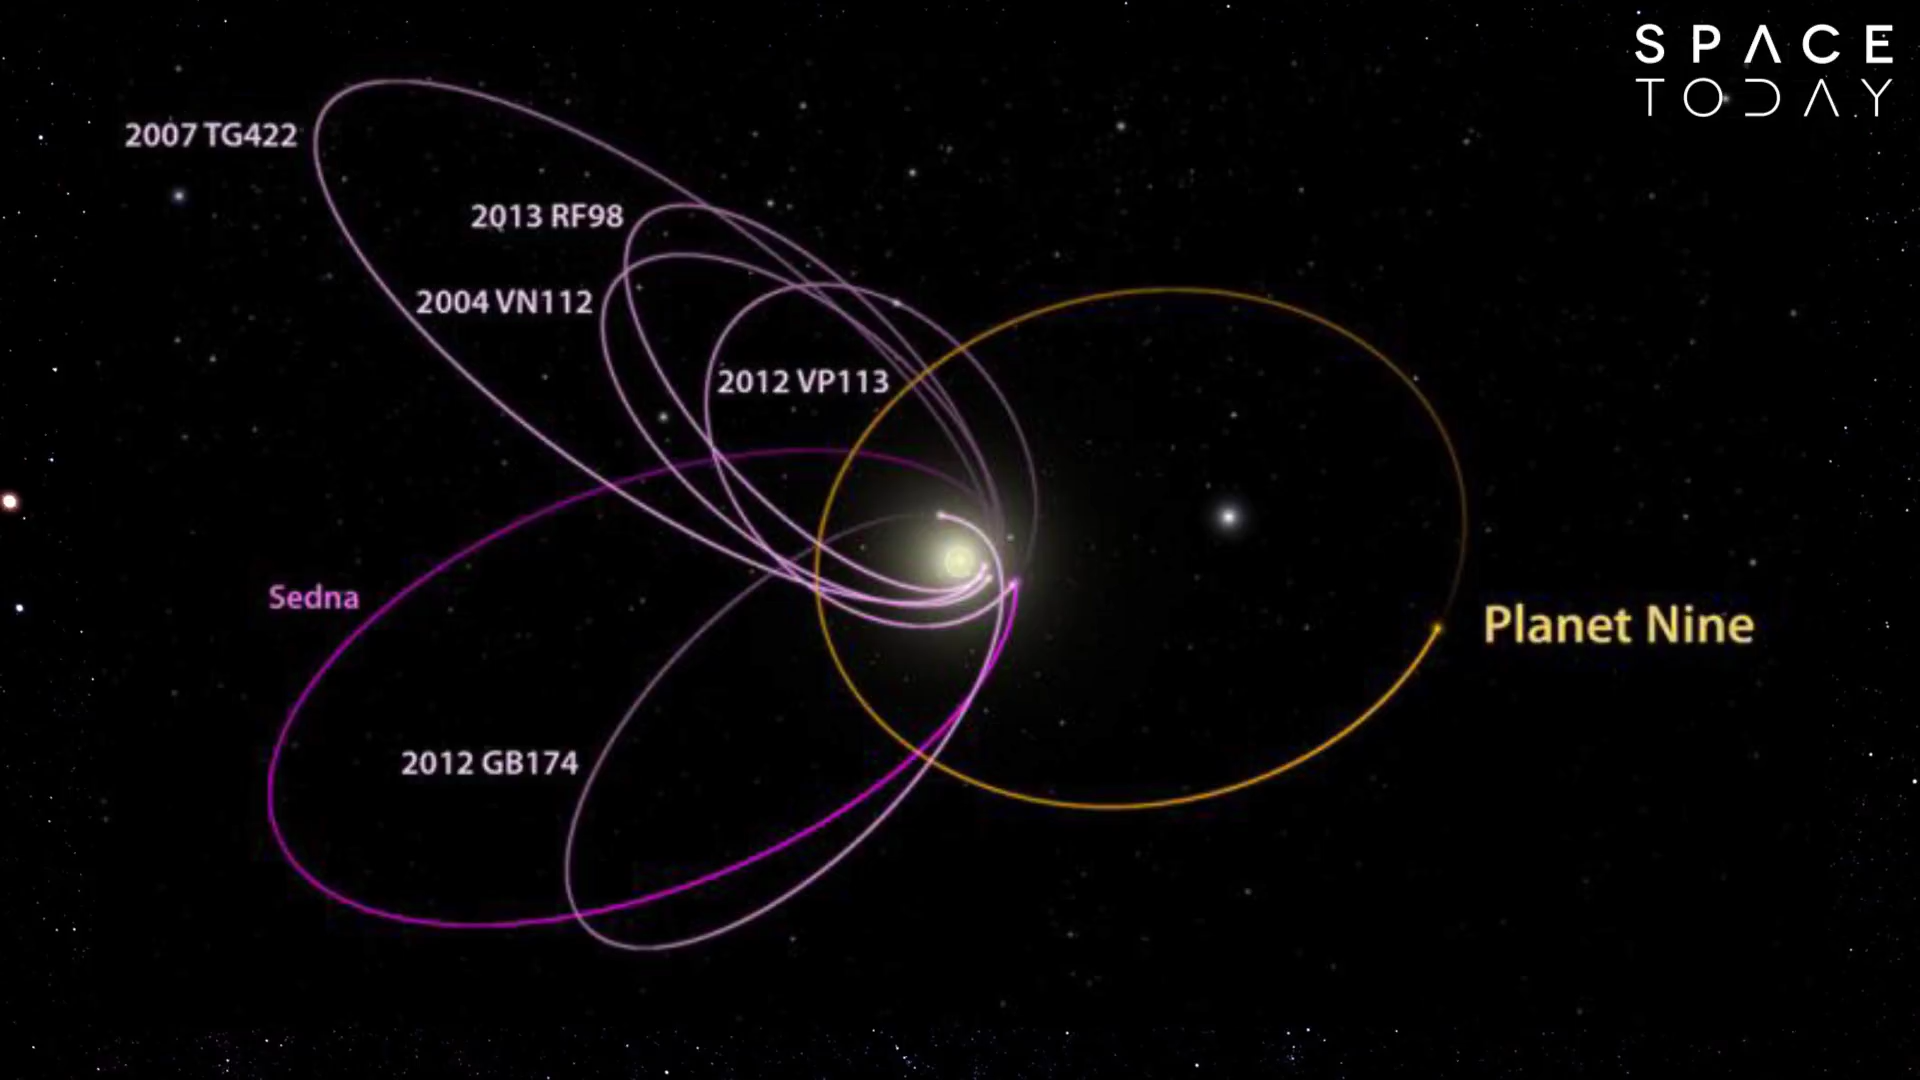 SPACE
TODAY
2007 TG422
2013 RF98
2004 VN112
2012 VP113
Sedna
Planet Nine
2012 GB174